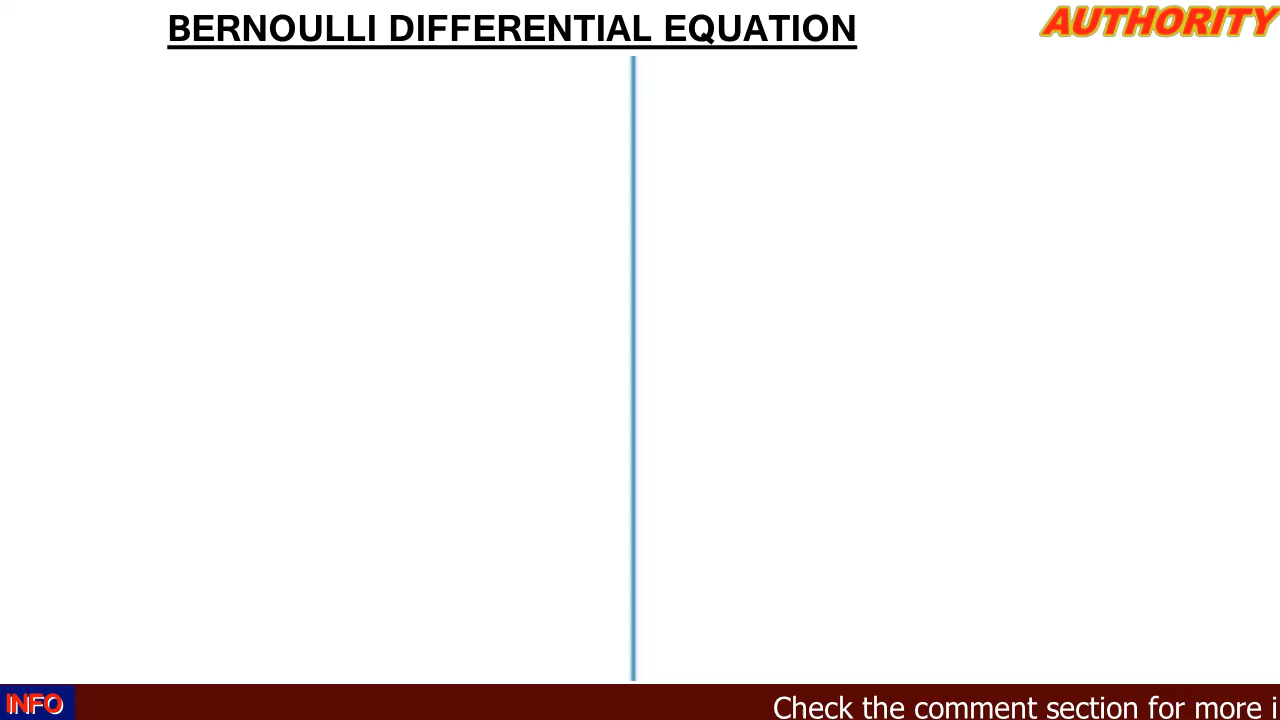 BERNOULLI DIFFERENTIAL EQUATION
AUTHORITY
INFO
Check the comment section for more i